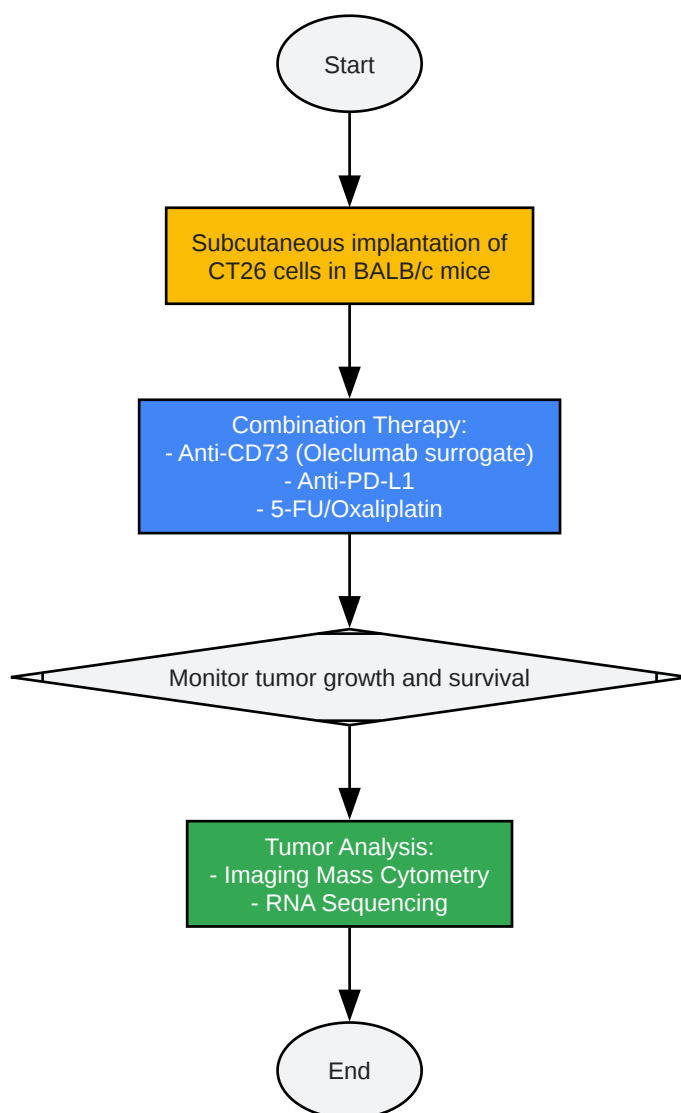 Start
Subcutaneous implantation of
CT26 cells in BALB/c mice
Combination Therapy:
- Anti-CD73 (Oleclumab surrogate)
- Anti-PD-L1
- 5-FU/Oxaliplatin
Monitor tumor growth and survival
Tumor Analysis:
- Imaging Mass Cytometry
- RNA Sequencing
End